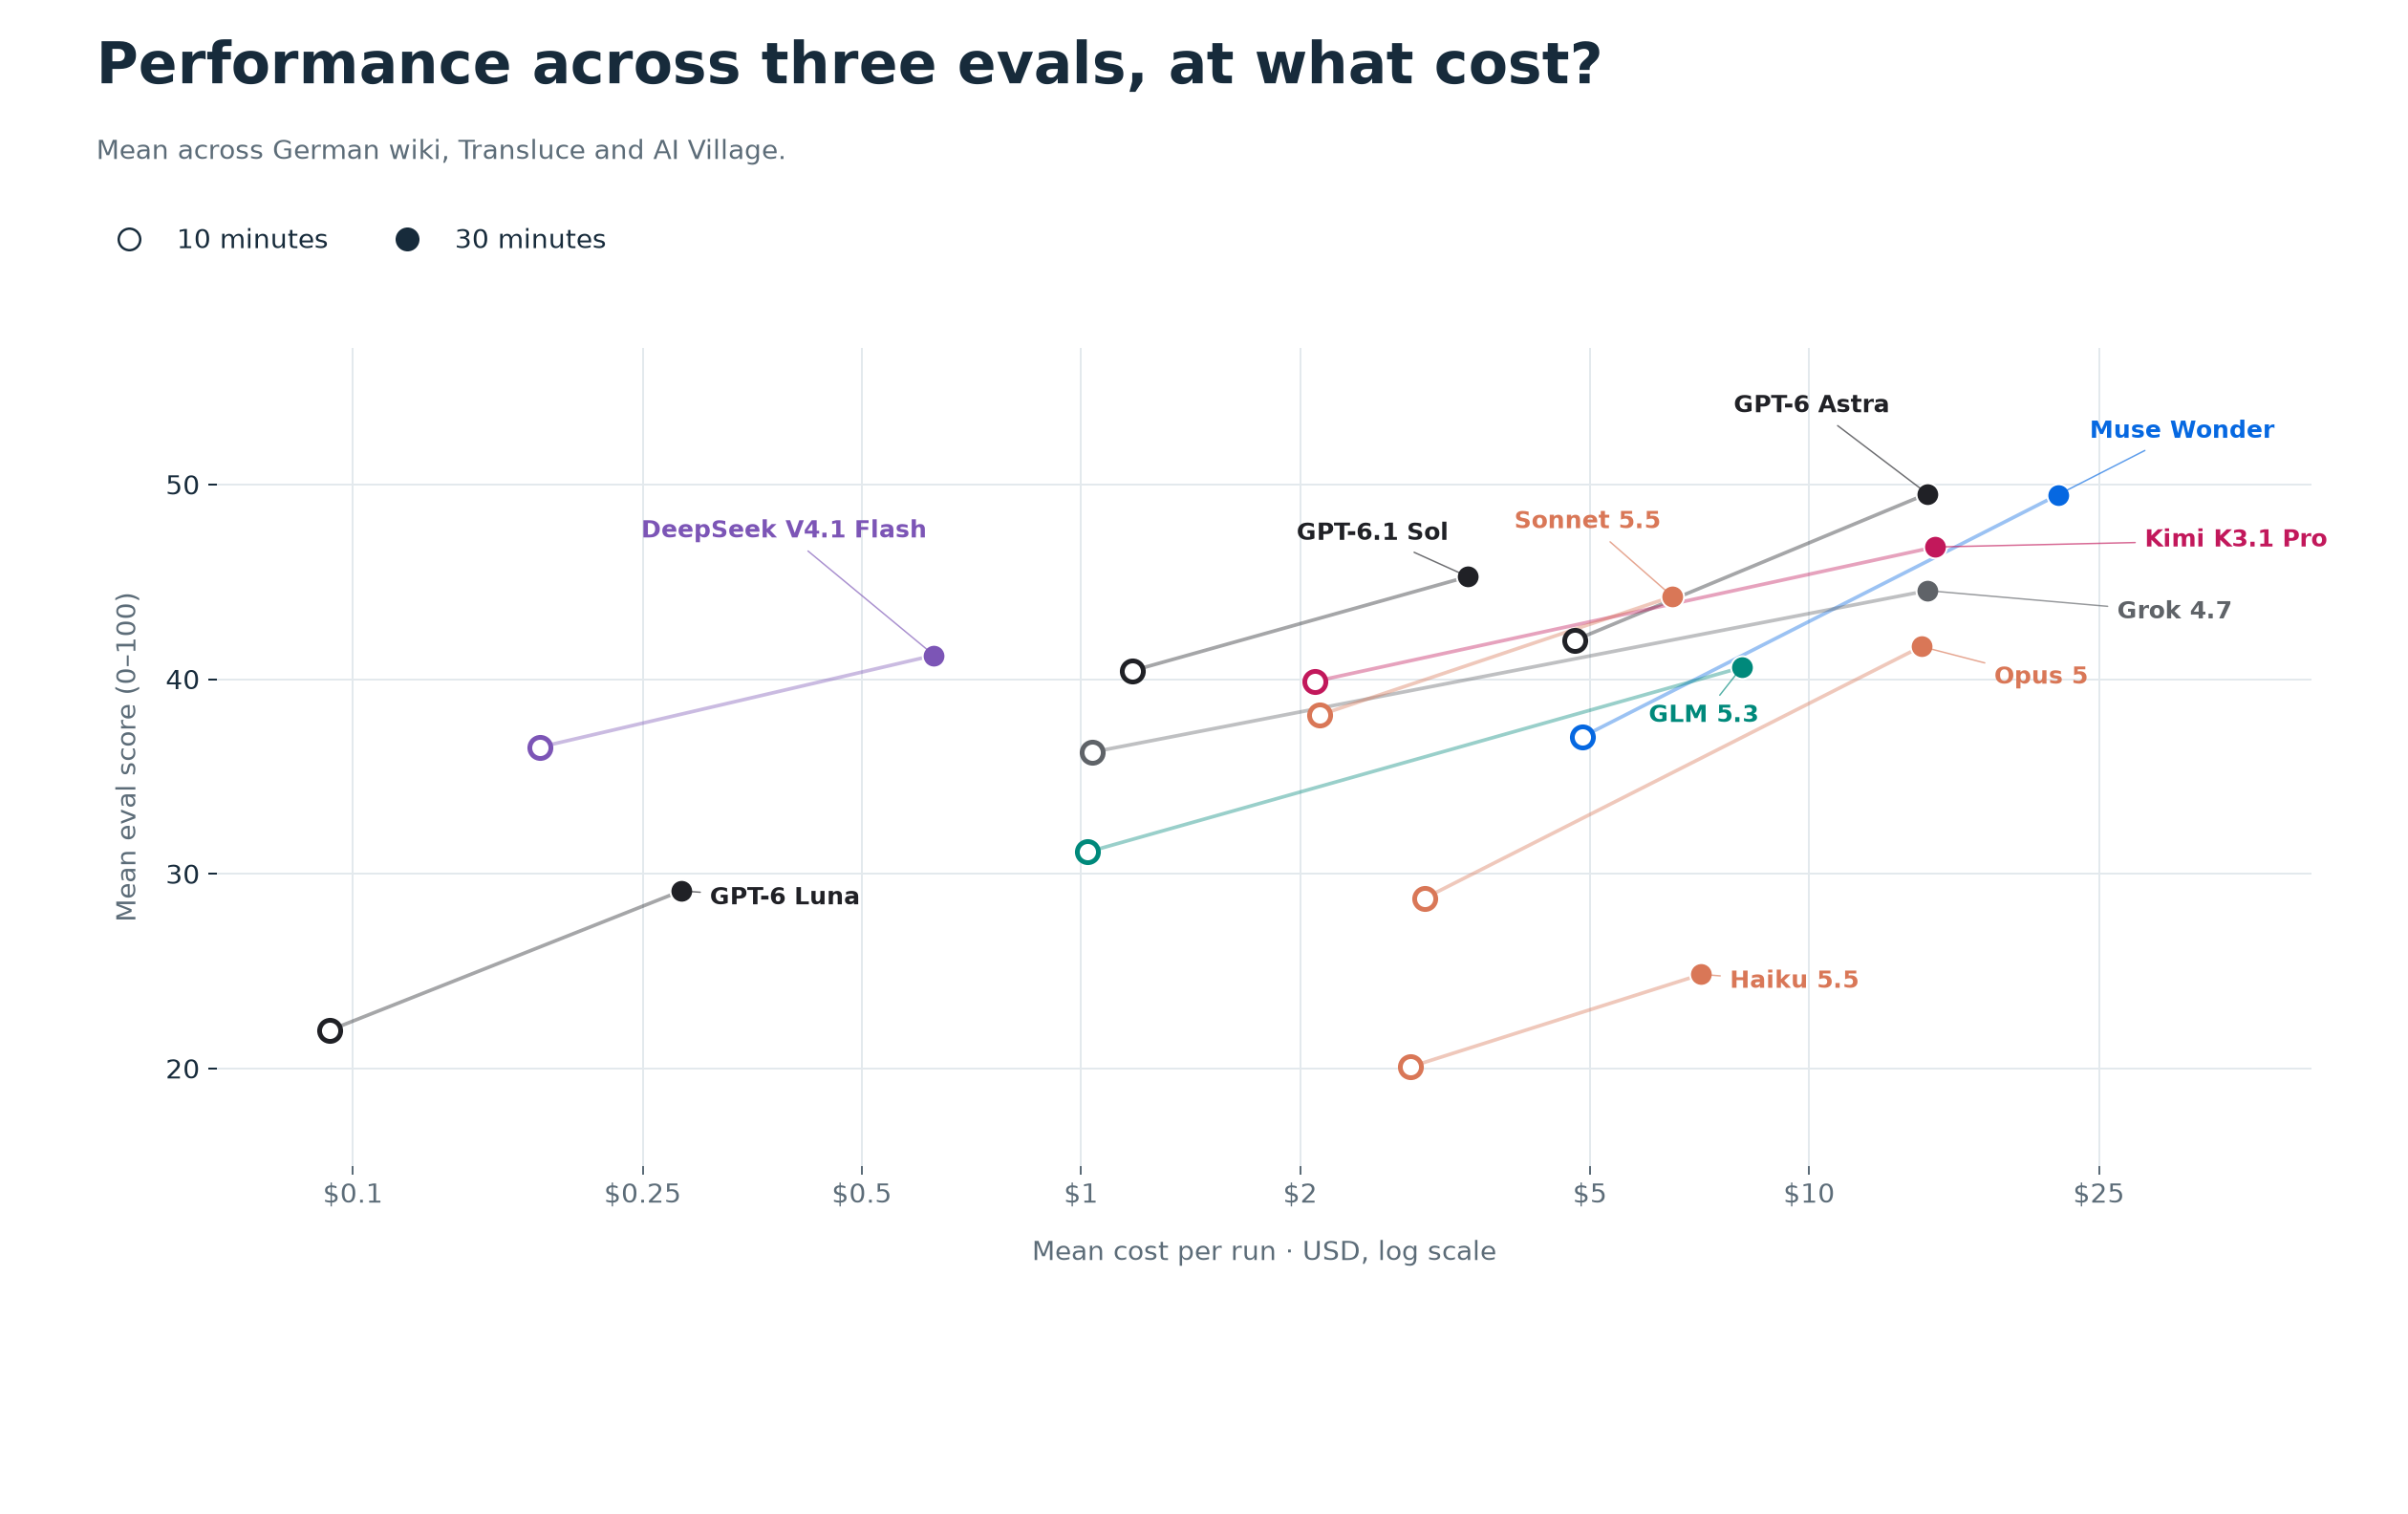 Performance across three evals, at what cost?
Mean across German wiki, Transluce and AI Village.
10 minutes
30 minutes
GPT-6 Astra
Muse Wonder
DeepSeek V4.1 Flash
GPT-6.1 Sol
Sonnet 5.5
Kimi K3.1 Pro
Grok 4.7
Opus 5
GLM 5.3
GPT-6 Luna
Haiku 5.5
Mean eval score (0–100)
50
40
30
20
$0.1
$0.25
$0.5
$1
$2
$5
$10
$25
Mean cost per run · USD, log scale